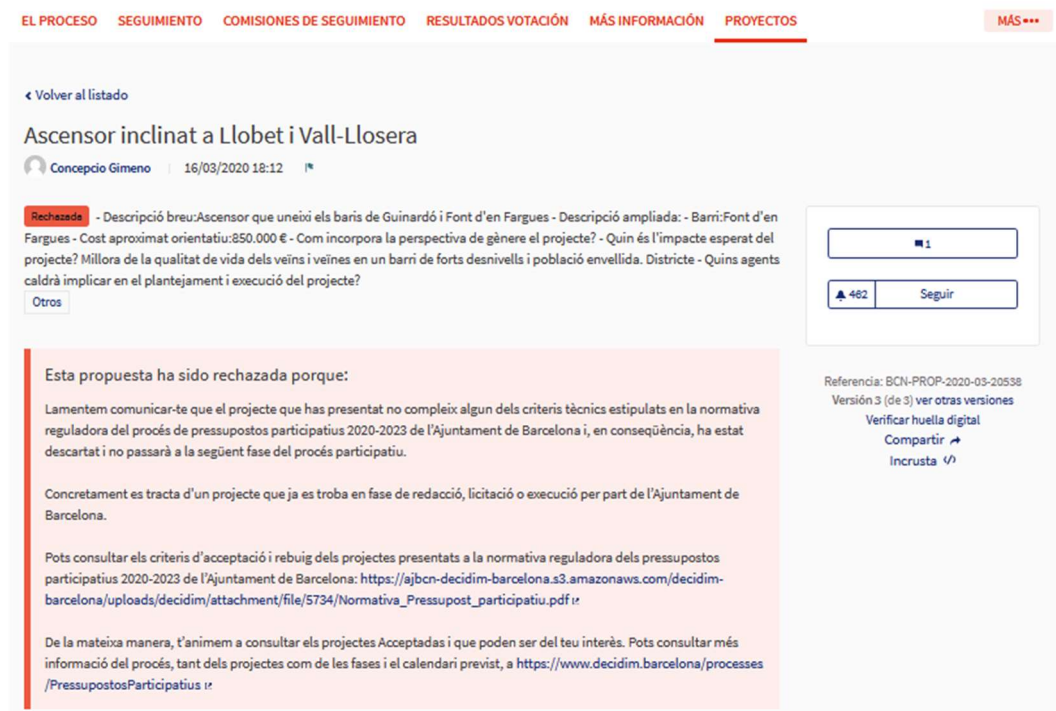 EL PROCESO SEGUIMIENTO COMISIONES DE SEGUIMIENTO RESULTADOS VOTACIÓN MÁS INFORMACIÓN PROYECTOS MÁS •••
‹ Volver al listado
Ascensor inclinat a Llobet i Vall-Llosera
Concepcio Gimeno 16/03/2020 18:12
Rechazada - Descripció breu:Ascensor que uneixi els baris de Guinardó i Font d'en Fargues - Descripció ampliada: - Barri:Font d'en
Fargues - Cost aproximat orientatiu:850.000 € - Com incorpora la perspectiva de gènere el projecte? - Quin és l'impacte esperat del
projecte? Millora de la qualitat de vida dels veïns i veïnes en un barri de forts desnivells i població envellida. Districte - Quins agents
caldrà implicar en el plantejament i execució del projecte?
Otros
1
462 Seguir
Referencia: BCN-PROP-2020-03-20538
Versión 3 (de 3) ver otras versiones
Verificar huella digital
Compartir
Incrusta
Esta propuesta ha sido rechazada porque:
Lamentem comunicar-te que el projecte que has presentat no compleix algun dels criteris tècnics estipulats en la normativa
reguladora del procés de pressupostos participatius 2020-2023 de l'Ajuntament de Barcelona i, en conseqüència, ha estat
descartat i no passarà a la següent fase del procés participatiu.
Concretament es tracta d'un projecte que ja es troba en fase de redacció, licitació o execució per part de l'Ajuntament de
Barcelona.
Pots consultar els criteris d'acceptació i rebuig dels projectes presentats a la normativa reguladora dels pressupostos
participatius 2020-2023 de l'Ajuntament de Barcelona: https://ajbcn-decidim-barcelona.s3.amazonaws.com/decidim-
barcelona/uploads/decidim/attachment/file/5734/Normativa_Pressupost_participatiu.pdf
De la mateixa manera, t'animem a consultar els projectes Acceptadas i que poden ser del teu interès. Pots consultar més
informació del procés, tant dels projectes com de les fases i el calendari previst, a https://www.decidim.barcelona/processes
/PressupostosParticipatius